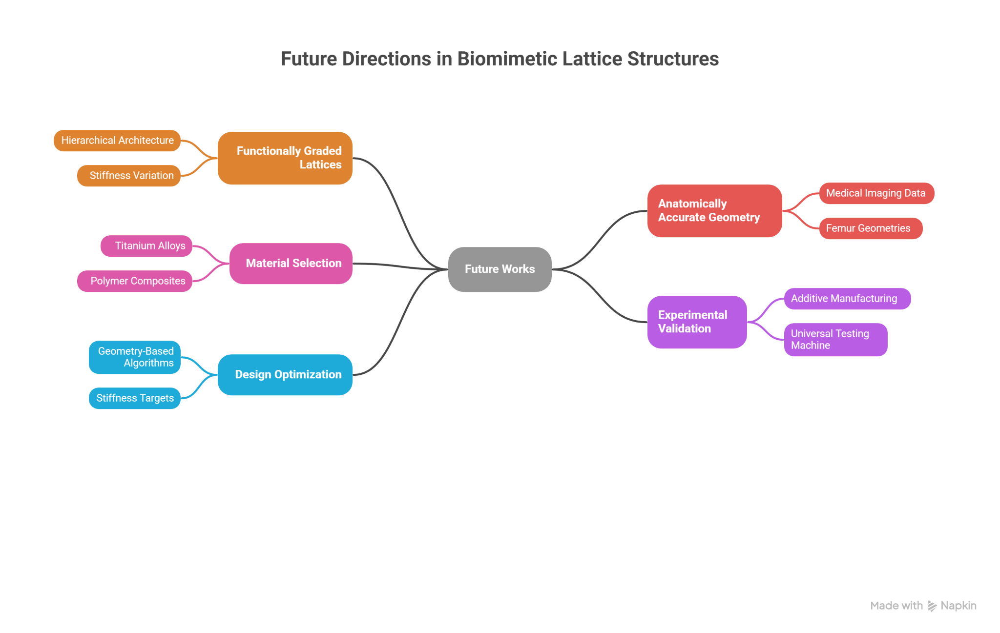 Future Directions in Biomimetic Lattice Structures
Hierarchical Architecture
Stiffness Variation
Functionally Graded
Lattices
Titanium Alloys
Polymer Composites
Material Selection
Geometry-Based
Algorithms
Stiffness Targets
Design Optimization
Future Works
Anatomically
Accurate Geometry
Medical Imaging Data
Femur Geometries
Experimental
Validation
Additive Manufacturing
Universal Testing
Machine
Made with Napkin